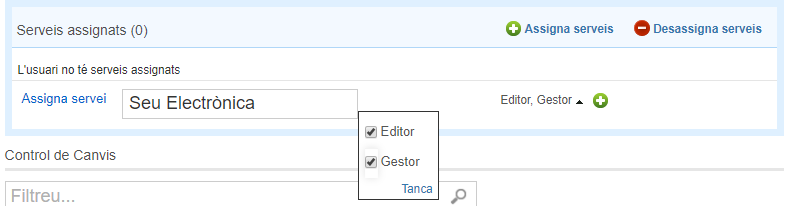 Serveis assignats (0) Assigna serveis Desassigna serveis
L'usuari no té serveis assignats
Assigna servei Seu Electrònica Editor, Gestor
Editor
Gestor
Tanca
Control de Canvis
Filtreu...